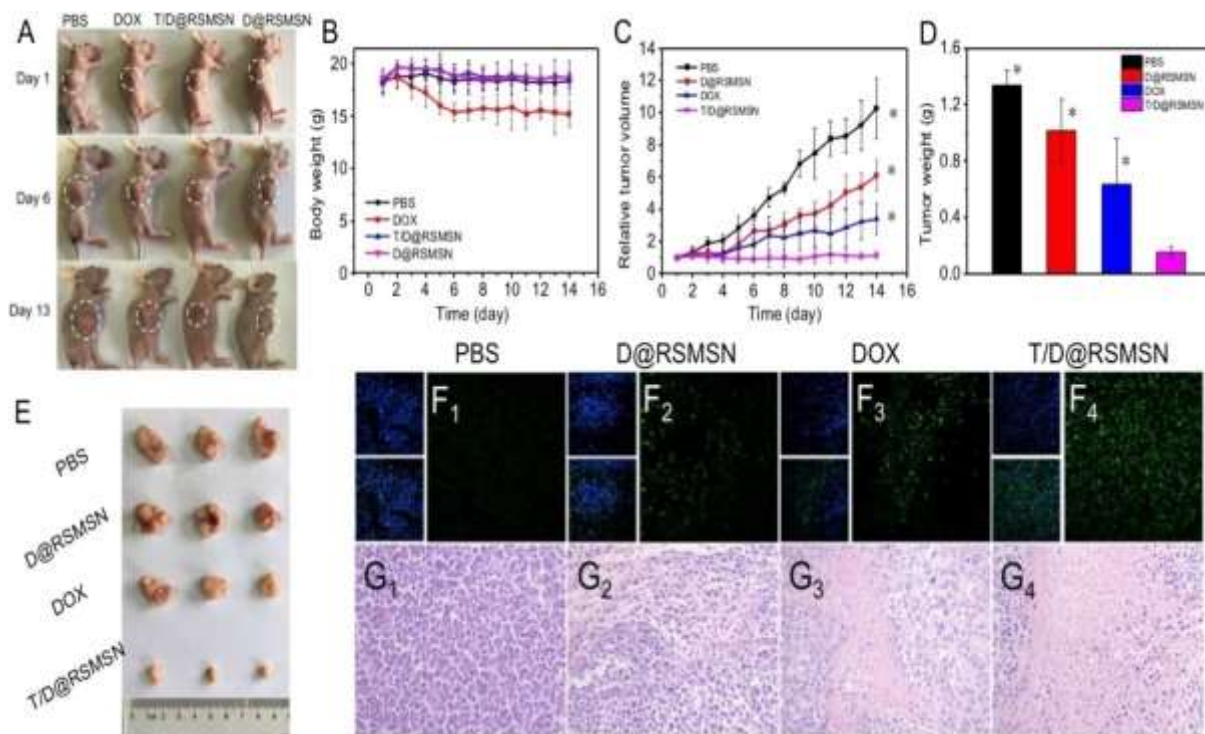 A
PBS DOX T/D@RSMSN D@RSMSN
Day 1
Day 6
Day 13
B
Body weight (g)
20
15
10
5
0
PBS
DOX
T/D@RSMSN
D@RSMSN
0 2 4 6 8 10 12 14 16
Time (day)
C
Relative tumor volume
14
12
10
8
6
4
2
0
PBS
D@RSMSN
DOX
T/D@RSMSN
*
*
*
0 2 4 6 8 10 12 14 16
Time (day)
D
Tumor weight (g)
1.6
1.2
0.8
0.4
0.0
PBS
D@RSMSN
DOX
T/D@RSMSN
*
*
*
E
PBS
D@RSMSN
DOX
T/D@RSMSN
PBS D@RSMSN DOX T/D@RSMSN
F1 F2 F3 F4
G1 G2 G3 G4